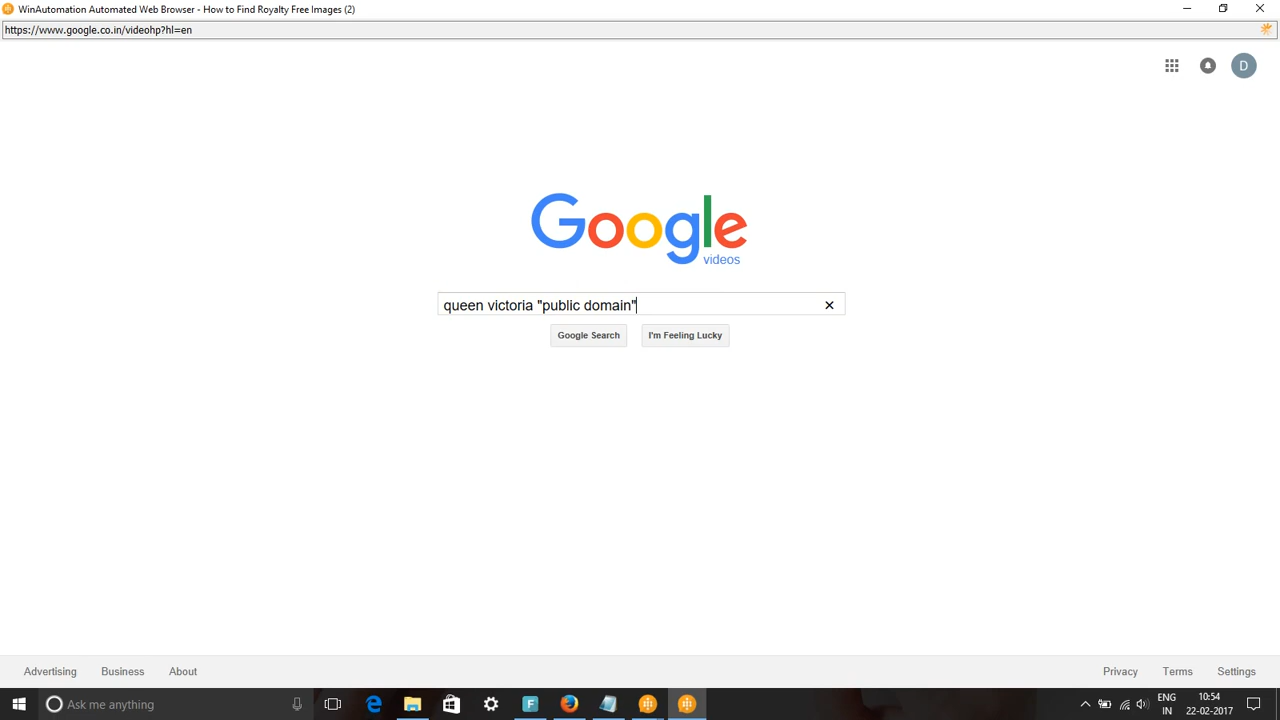 WinAutomation Automated Web Browser - How to Find Royalty Free Images (2)
https://www.google.co.in/videohp?hl=en
D
Google
videos
queen victoria "public domain"
Google Search I'm Feeling Lucky
Advertising Business About Privacy Terms Settings
Ask me anything
F
ENG
IN
10:54
22-02-2017